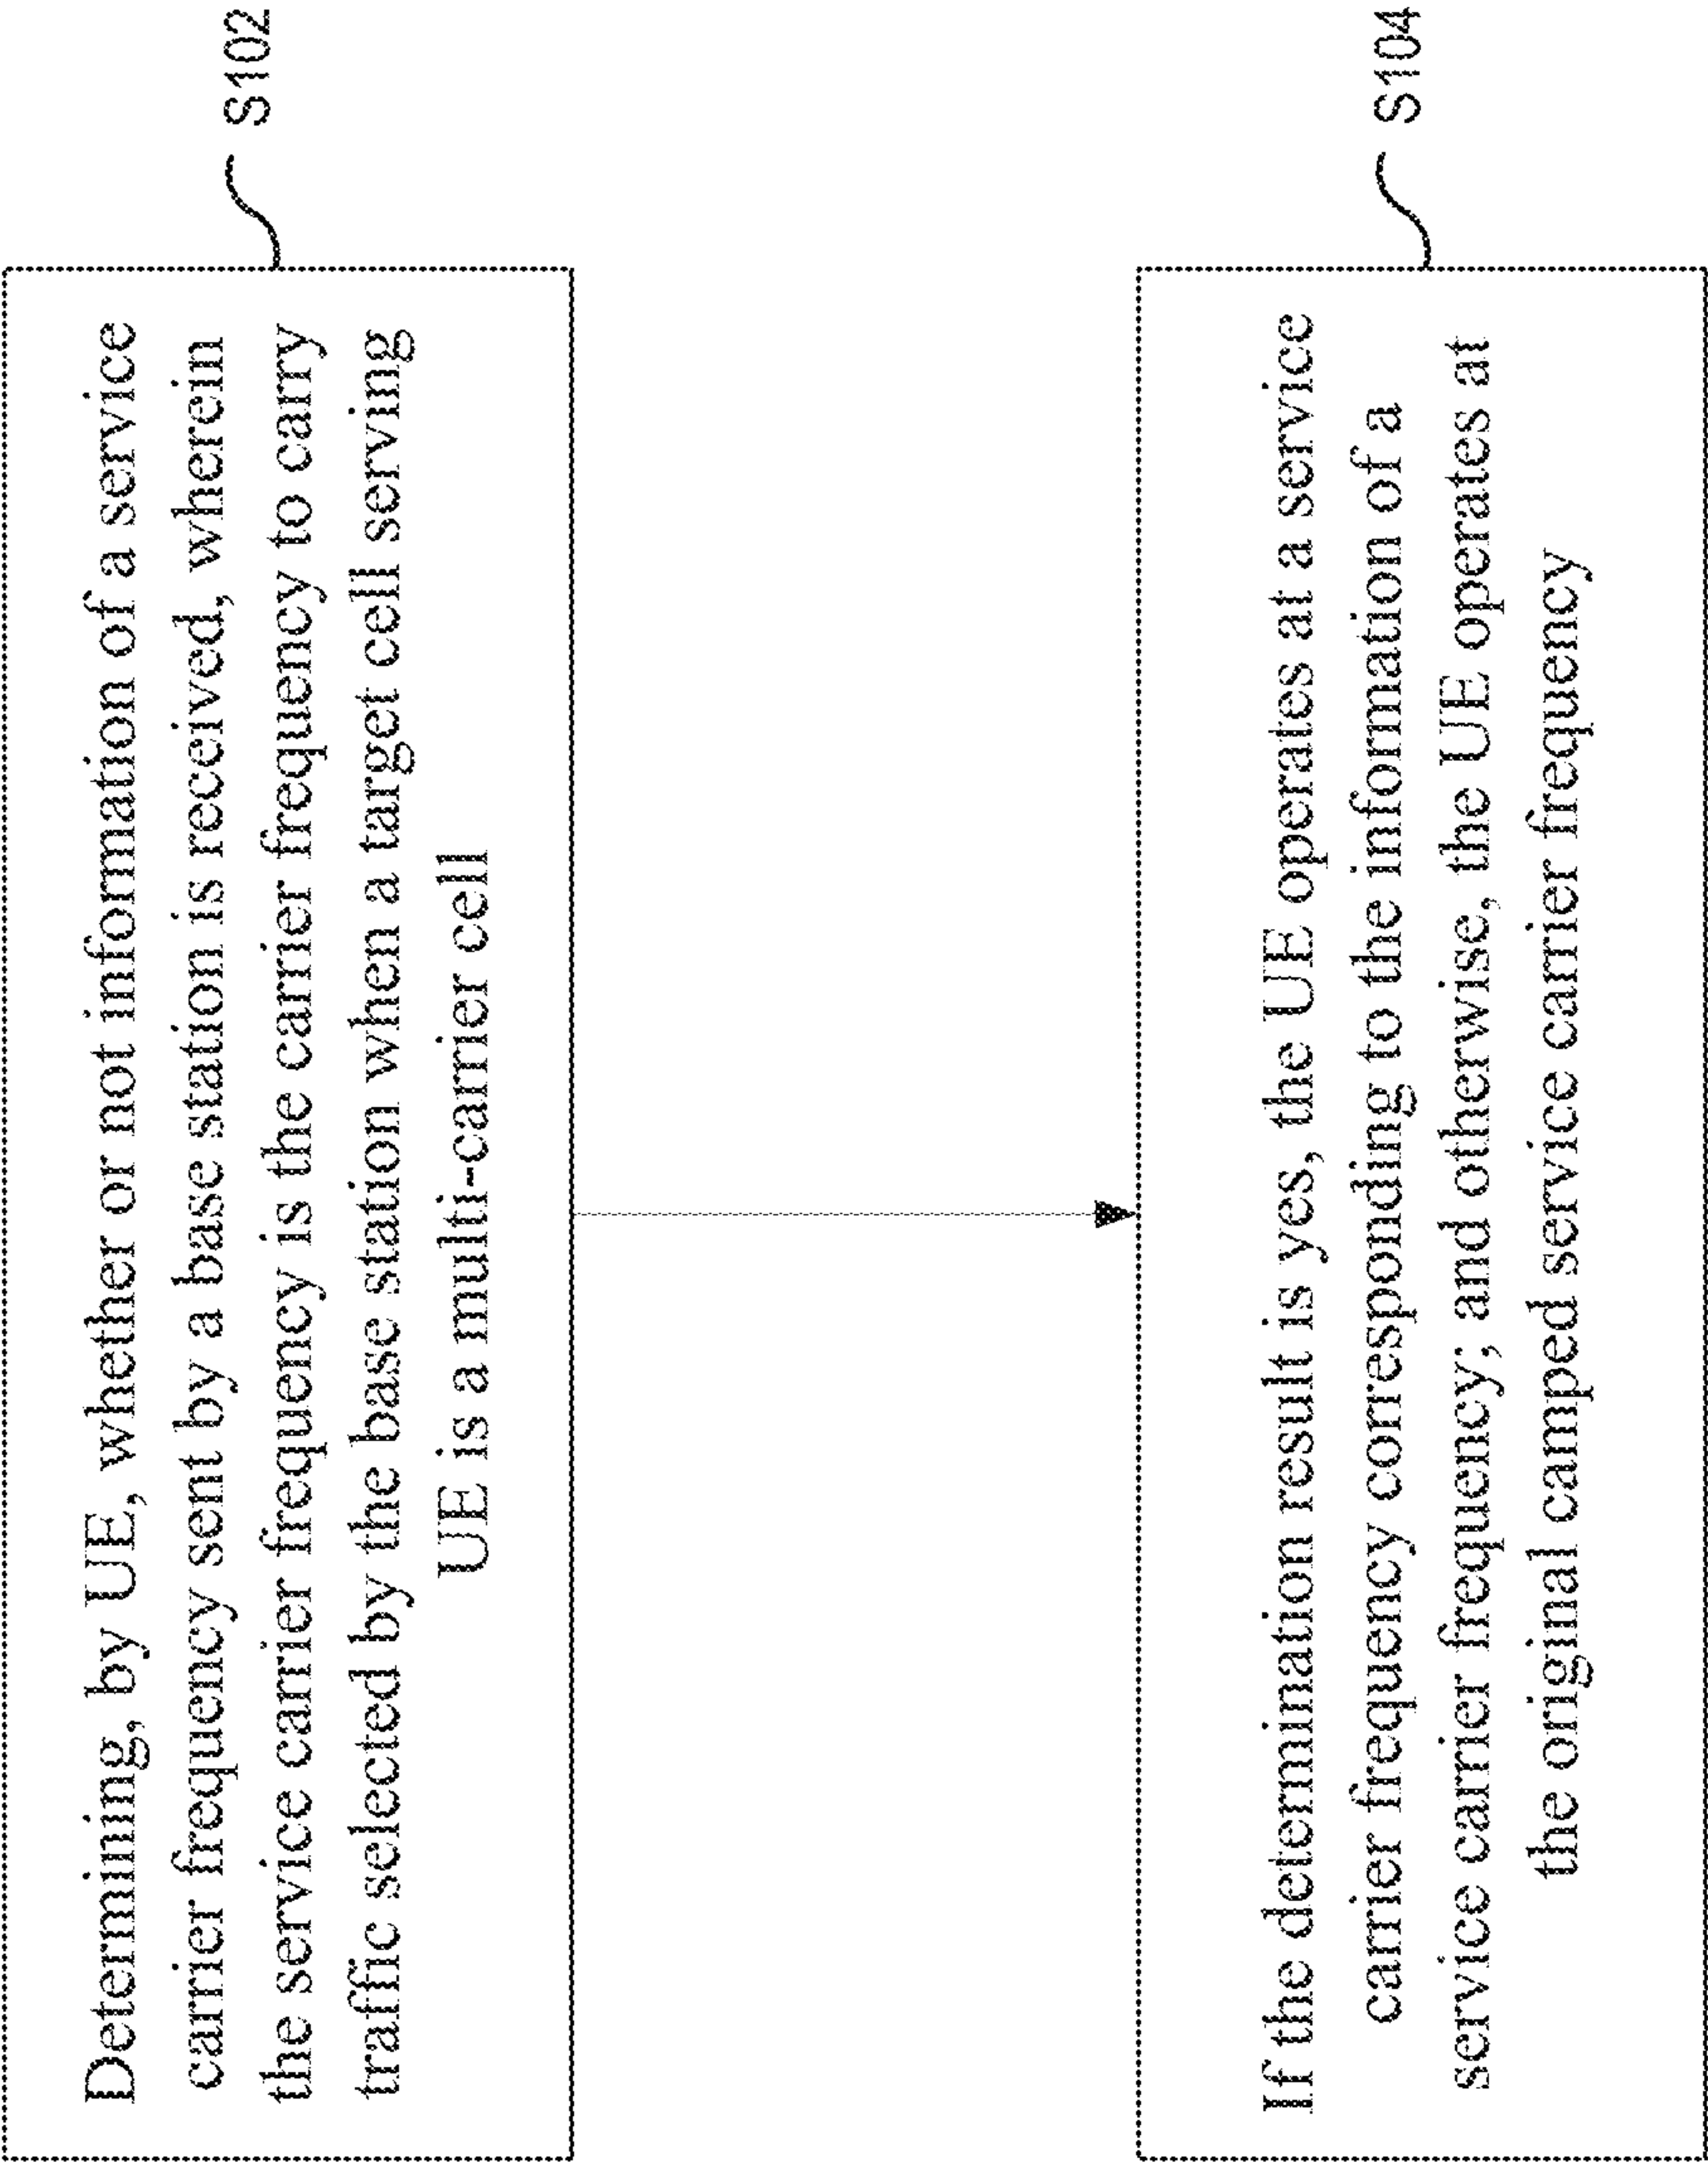 Determining, by UE, whether or not information of a service
carrier frequency sent by a base station is received, wherein
the service carrier frequency is the carrier frequency to carry
traffic selected by the base station when a target cell serving
UE is a multi-carrier cell
S102
If the determination result is yes, the UE operates at a service
carrier frequency corresponding to the information of a
service carrier frequency; and otherwise, the UE operates at
the original camped service carrier frequency
S104